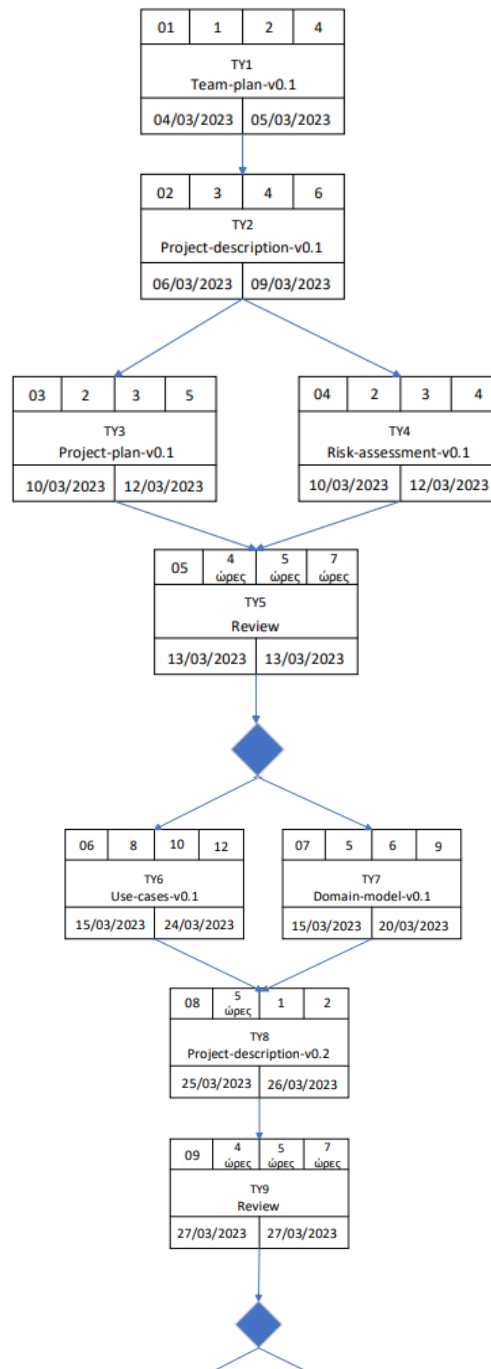 01 1 2 4
TY1
Team-plan-v0.1
04/03/2023 05/03/2023
02 3 4 6
TY2
Project-description-v0.1
06/03/2023 09/03/2023
03 2 3 5
TY3
Project-plan-v0.1
10/03/2023 12/03/2023
04 2 3 4
TY4
Risk-assessment-v0.1
10/03/2023 12/03/2023
05 4 ώρες 5 ώρες 7 ώρες
TY5
Review
13/03/2023 13/03/2023
06 8 10 12
TY6
Use-cases-v0.1
15/03/2023 24/03/2023
07 5 6 9
TY7
Domain-model-v0.1
15/03/2023 20/03/2023
08 5 ώρες 1 2
TY8
Project-description-v0.2
25/03/2023 26/03/2023
09 4 ώρες 5 ώρες 7 ώρες
TY9
Review
27/03/2023 27/03/2023